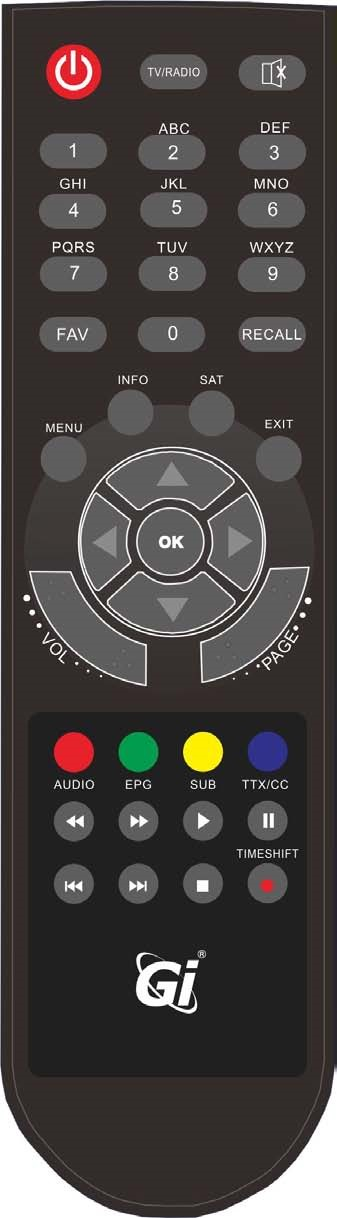 TV/RADIO
ABC DEF
1 2 3
GHI JKL MNO
4 5 6
PQRS TUV WXYZ
7 8 9
FAV 0 RECALL
INFO SAT
MENU EXIT
OK
VOL PAGE
AUDIO EPG SUB TTX/CC
TIMESHIFT
Gi®